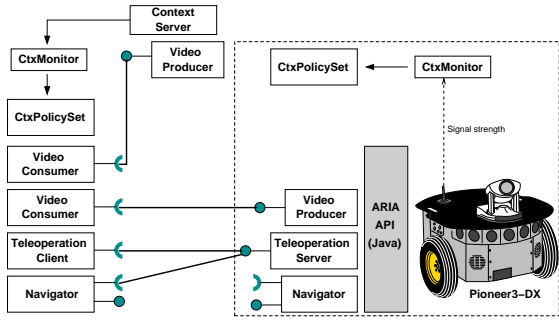 Context
Server
CtxMonitor
Video
Producer
CtxPolicySet
CtxMonitor
CtxPolicySet
Signal strength
Video
Consumer
Video
Consumer
Video
Producer
ARIA
API
(Java)
Teleoperation
Client
Teleoperation
Server
Navigator
Navigator
Pioneer3-DX